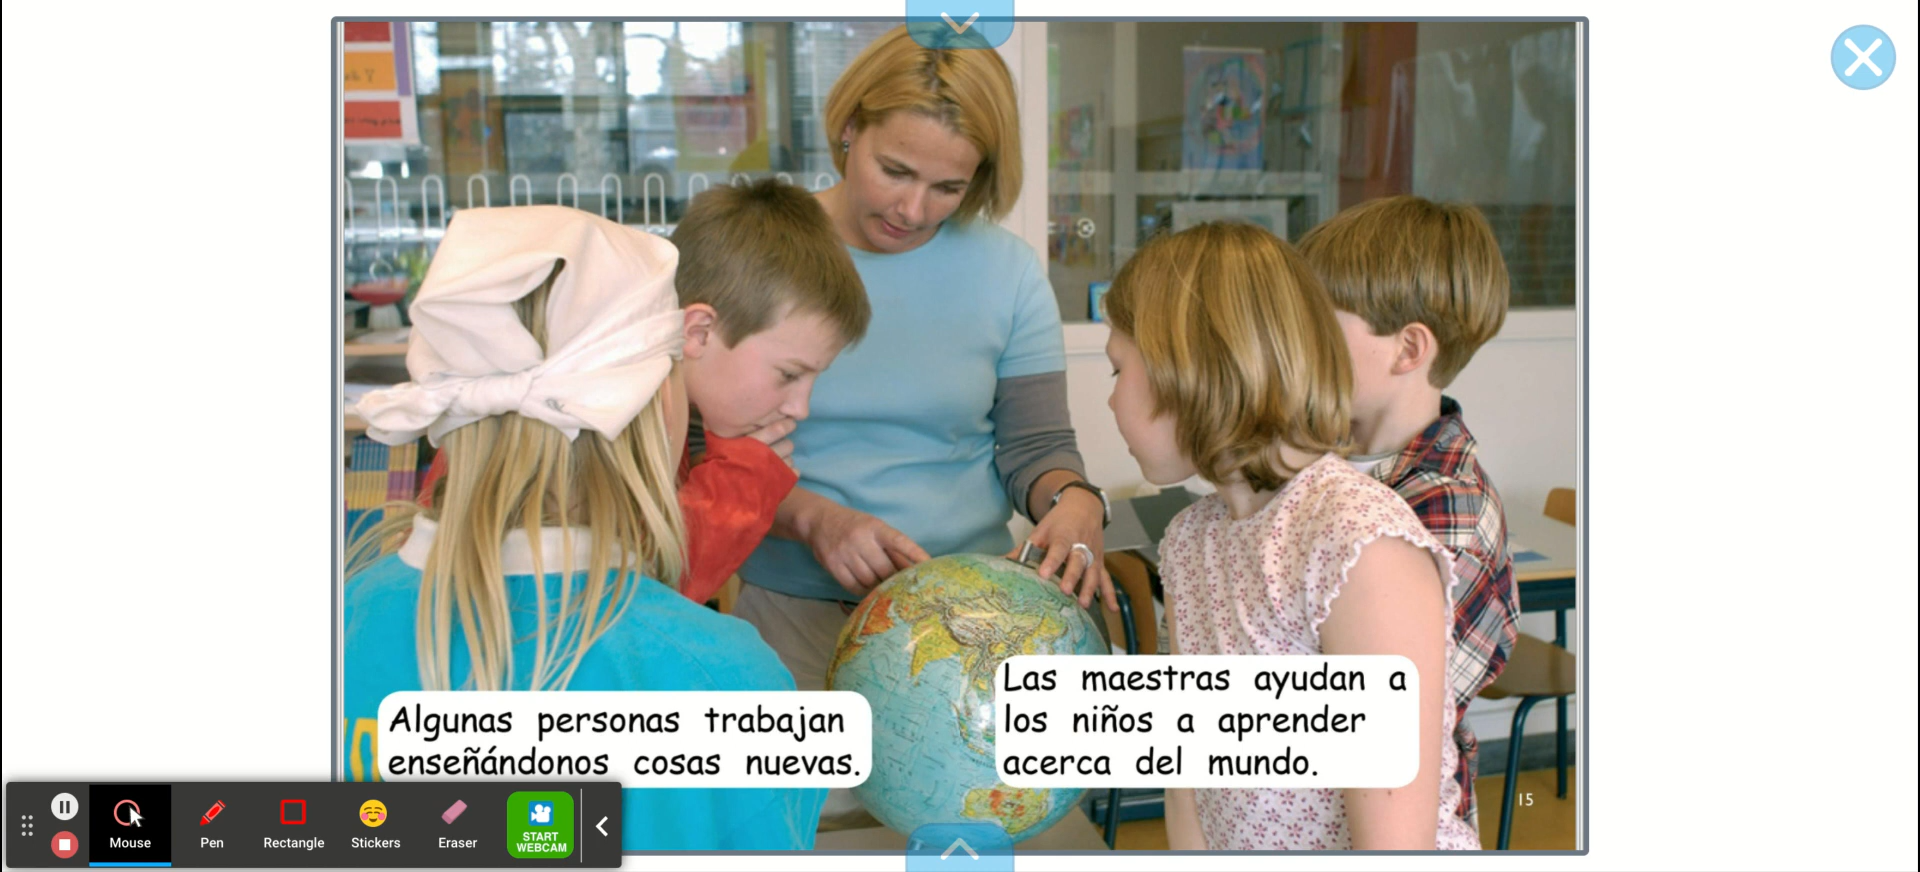 Algunas personas trabajan
enseñándonos cosas nuevas.
Las maestras ayudan a
los niños a aprender
acerca del mundo.
15
Mouse
Pen
Rectangle
Stickers
Eraser
START
WEBCAM